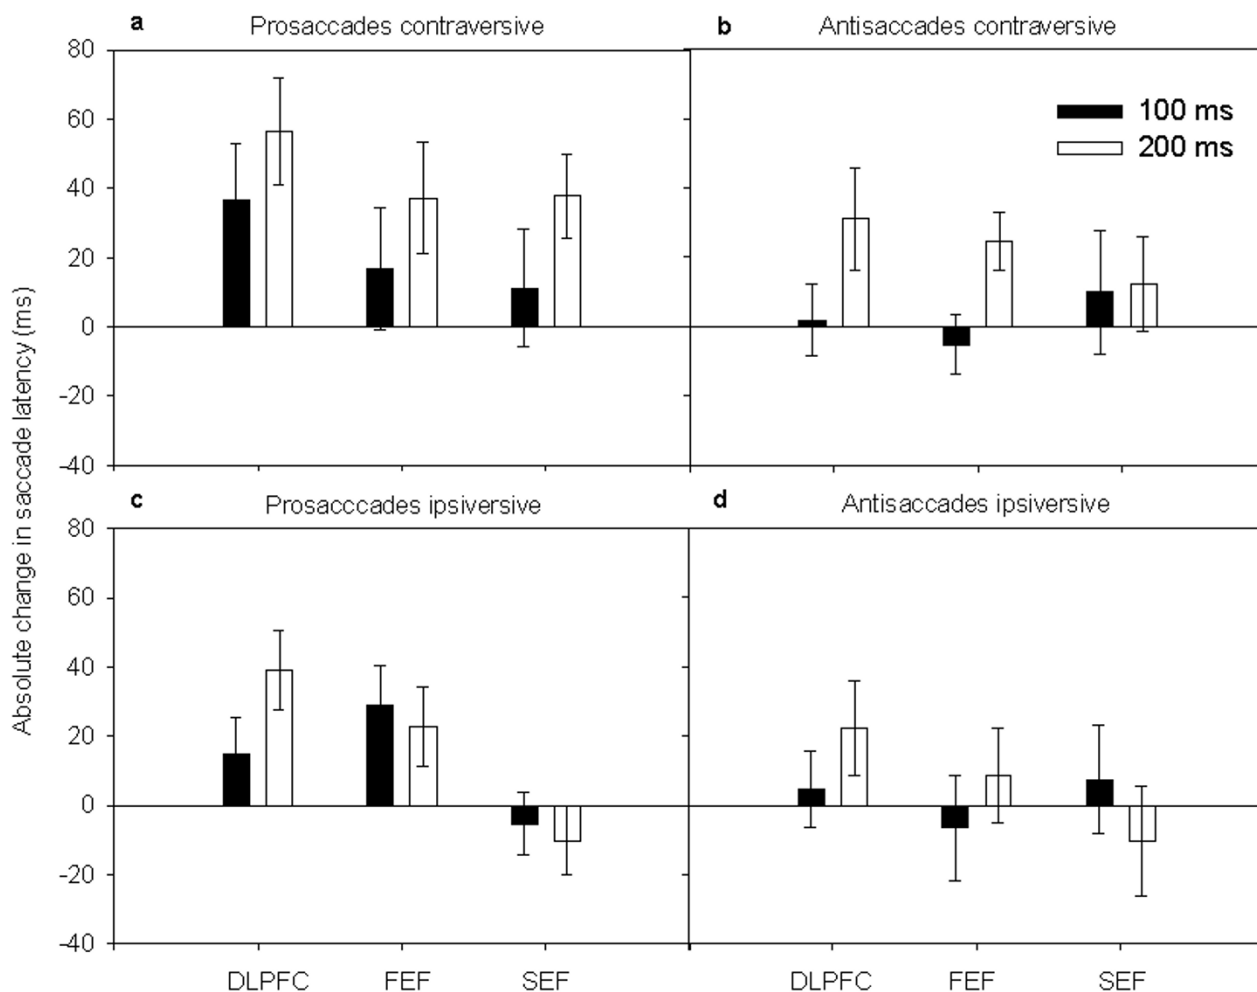 a Prosaccades contraversive
b Antisaccades contraversive
80
60
40
20
0
-20
-40
100 ms
200 ms
c Prosacccades ipsiversive
d Antisaccades ipsiversive
80
60
40
20
0
-20
-40
Absolute change in saccade latency (ms)
DLPFC FEF SEF
DLPFC FEF SEF